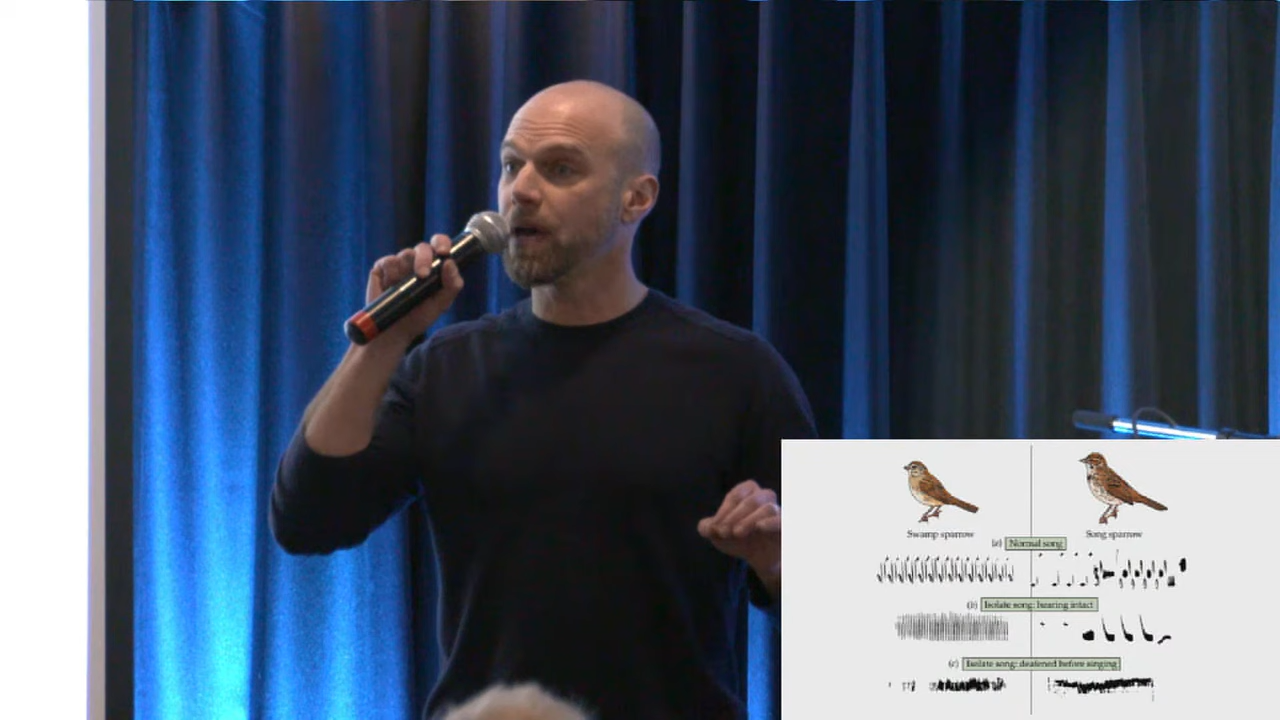 Swamp sparrow
Song sparrow
(a) Normal song
(b) Isolate song: hearing intact
(c) Isolate song: deafened before singing